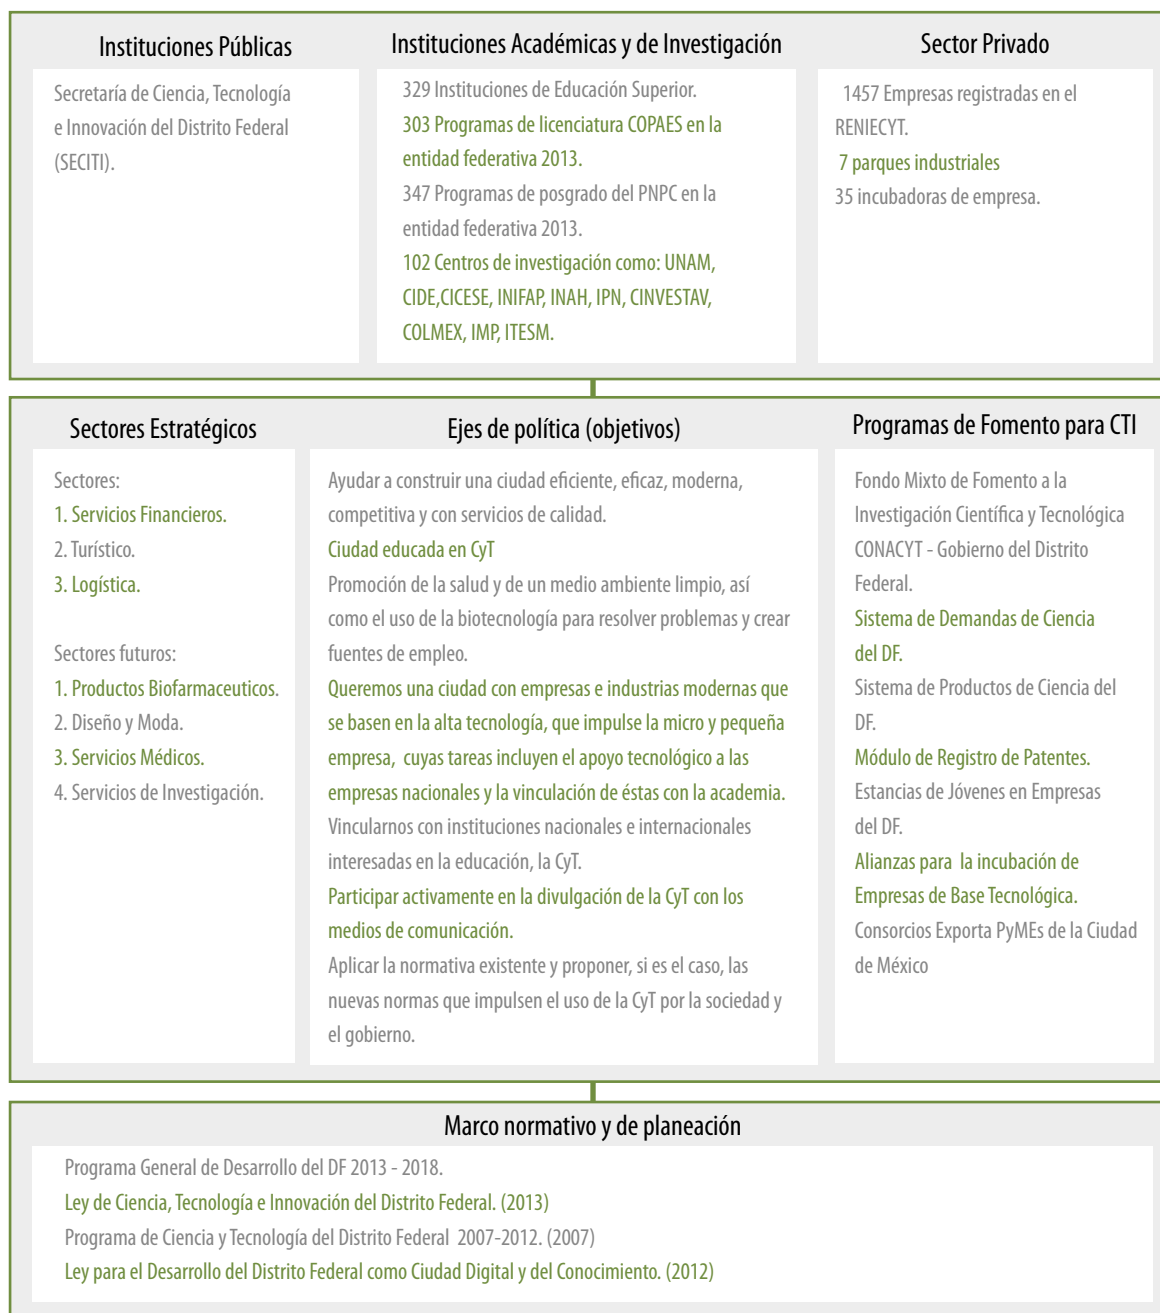 Instituciones Públicas
Secretaría de Ciencia, Tecnología
e Innovación del Distrito Federal
(SECITI).
Instituciones Académicas y de Investigación
329 Instituciones de Educación Superior.
303 Programas de licenciatura COPAES en la
entidad federativa 2013.
347 Programas de posgrado del PNPC en la
entidad federativa 2013.
102 Centros de investigación como: UNAM,
CIDE,CICESE, INIFAP, INAH, IPN, CINVESTAV,
COLMEX, IMP, ITESM.
Sector Privado
1457 Empresas registradas en el
RENIECYT.
7 parques industriales
35 incubadoras de empresa.
Sectores Estratégicos
Sectores:
1. Servicios Financieros.
2. Turístico.
3. Logística.
Sectores futuros:
1. Productos Biofarmaceuticos.
2. Diseño y Moda.
3. Servicios Médicos.
4. Servicios de Investigación.
Ejes de política (objetivos)
Ayudar a construir una ciudad eficiente, eficaz, moderna,
competitiva y con servicios de calidad.
Ciudad educada en CyT
Promoción de la salud y de un medio ambiente limpio, así
como el uso de la biotecnología para resolver problemas y crear
fuentes de empleo.
Queremos una ciudad con empresas e industrias modernas que
se basen en la alta tecnología, que impulse la micro y pequeña
empresa, cuyas tareas incluyen el apoyo tecnológico a las
empresas nacionales y la vinculación de éstas con la academia.
Vincularnos con instituciones nacionales e internacionales
interesadas en la educación, la CyT.
Participar activamente en la divulgación de la CyT con los
medios de comunicación.
Aplicar la normativa existente y proponer, si es el caso, las
nuevas normas que impulsen el uso de la CyT por la sociedad y
el gobierno.
Programas de Fomento para CTI
Fondo Mixto de Fomento a la
Investigación Científica y Tecnológica
CONACYT - Gobierno del Distrito
Federal.
Sistema de Demandas de Ciencia
del DF.
Sistema de Productos de Ciencia del
DF.
Módulo de Registro de Patentes.
Estancias de Jóvenes en Empresas
del DF.
Alianzas para la incubación de
Empresas de Base Tecnológica.
Consorcios Exporta PyMEs de la Ciudad
de México
Marco normativo y de planeación
Programa General de Desarrollo del DF 2013 - 2018.
Ley de Ciencia, Tecnología e Innovación del Distrito Federal. (2013)
Programa de Ciencia y Tecnología del Distrito Federal 2007-2012. (2007)
Ley para el Desarrollo del Distrito Federal como Ciudad Digital y del Conocimiento. (2012)